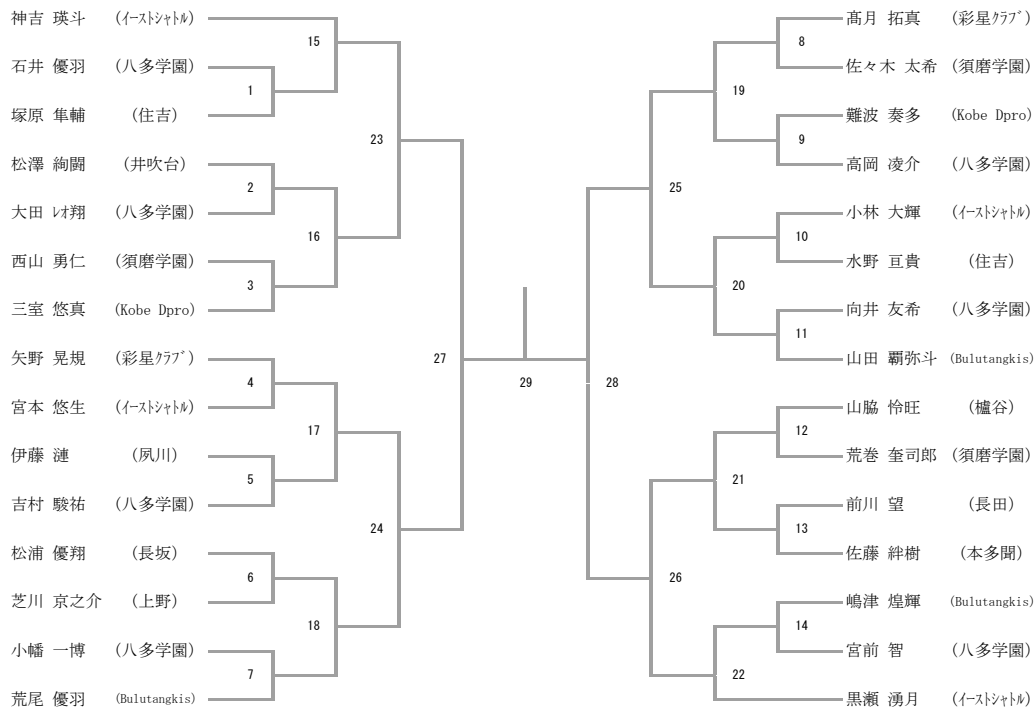 神吉 瑛斗 (ｲｰｽﾄｼｬﾄﾙ)
石井 優羽 (八多学園)
塚原 隼輔 (住吉)
松澤 絢闘 (井吹台)
大田 ﾚｵ翔 (八多学園)
西山 勇仁 (須磨学園)
三室 悠真 (Kobe Dpro)
矢野 晃規 (彩星ｸﾗﾌﾞ)
宮本 悠生 (ｲｰｽﾄｼｬﾄﾙ)
伊藤 漣 (夙川)
吉村 駿祐 (八多学園)
松浦 優翔 (長坂)
芝川 京之介 (上野)
小幡 一博 (八多学園)
荒尾 優羽 (Bulutangkis)
15
1
2
16
3
23
4
17
5
24
6
18
7
27
29
28
25
19
8
9
20
10
11
26
21
12
13
22
14
髙月 拓真 (彩星ｸﾗﾌﾞ)
佐々木 太希 (須磨学園)
難波 奏多 (Kobe Dpro)
高岡 凌介 (八多学園)
小林 大輝 (ｲｰｽﾄｼｬﾄﾙ)
水野 亘貴 (住吉)
向井 友希 (八多学園)
山田 覇弥斗 (Bulutangkis)
山脇 怜旺 (櫨谷)
荒巻 奎司郎 (須磨学園)
前川 望 (長田)
佐藤 絆樹 (本多聞)
嶋津 煌輝 (Bulutangkis)
宮前 智 (八多学園)
黒瀬 湧月 (ｲｰｽﾄｼｬﾄﾙ)